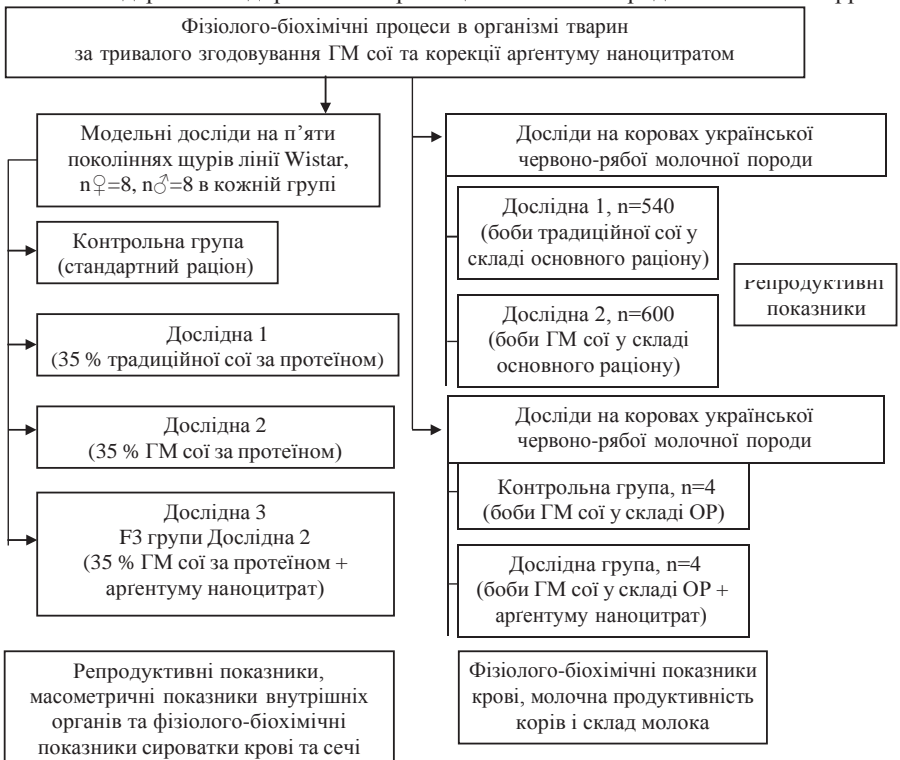 Фізіолого-біохімічні процеси в організмі тварин
за тривалого згодовування ГМ сої та корекції арґентуму наноцитратом
Модельні досліди на п’яти
поколіннях щурів лінії Wistar,
n♀=8, n♂=8 в кожній групі
Контрольна група
(стандартний раціон)
Дослідна 1
(35 % традиційної сої за протеїном)
Дослідна 2
(35 % ГМ сої за протеїном)
Дослідна 3
F3 групи Дослідна 2
(35 % ГМ сої за протеїном +
арґентуму наноцитрат)
Репродуктивні показники,
масометричні показники внутрішніх
органів та фізіолого-біохімічні
показники сироватки крові та сечі
Досліди на коровах української
червоно-рябої молочної породи
Дослідна 1, n=540
(боби традиційної сої у
складі основного раціону)
Дослідна 2, n=600
(боби ГМ сої у складі
основного раціону)
Репродуктивні
показники
Досліди на коровах української
червоно-рябої молочної породи
Контрольна група, n=4
(боби ГМ сої у складі ОР)
Дослідна група, n=4
(боби ГМ сої у складі ОР +
арґентуму наноцитрат)
Фізіолого-біохімічні показники
крові, молочна продуктивність
корів і склад молока